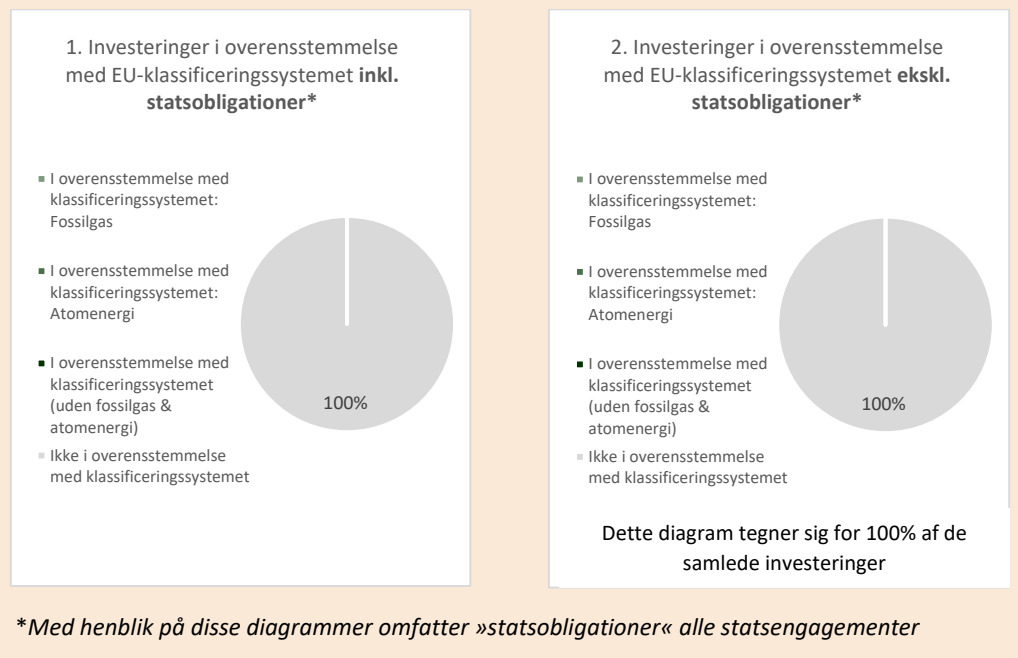 1. Investeringer i overensstemmelse
med EU-klassificeringssystemet inkl.
statsobligationer*
I overensstemmelse med
klassificeringssystemet:
Fossilgas
I overensstemmelse med
klassificeringssystemet:
Atomenergi
I overensstemmelse med
klassificeringssystemet
(uden fossilgas &
atomenergi)
Ikke i overensstemmelse
med klassificeringssystemet
100%
2. Investeringer i overensstemmelse
med EU-klassificeringssystemet ekskl.
statsobligationer*
I overensstemmelse med
klassificeringssystemet:
Fossilgas
I overensstemmelse med
klassificeringssystemet:
Atomenergi
I overensstemmelse med
klassificeringssystemet
(uden fossilgas &
atomenergi)
Ikke i overensstemmelse
med klassificeringssystemet
100%
Dette diagram tegner sig for 100% af de
samlede investeringer
*Med henblik på disse diagrammer omfatter »statsobligationer« alle statsengagementer